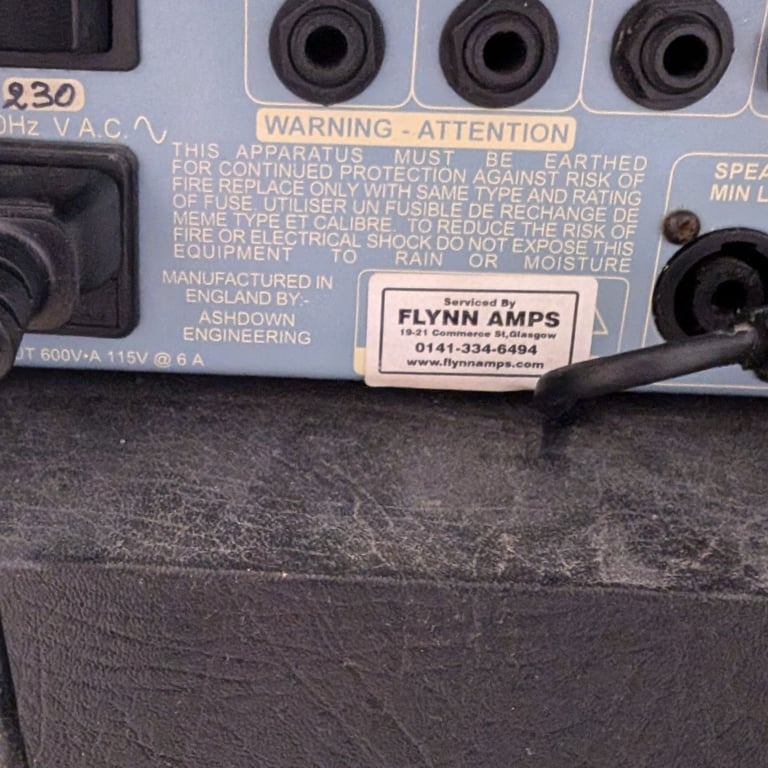 230
V A.C.
WARNING - ATTENTION
THIS APPARATUS MUST BE EARTHED
FOR CONTINUED PROTECTION AGAINST RISK OF
FIRE REPLACE ONLY WITH SAME TYPE AND RATING
OF FUSE. UTILISER UN FUSIBLE DE RECHANGE DE
MEME TYPE ET CALIBRE. TO REDUCE THE RISK OF
FIRE OR ELECTRICAL SHOCK DO NOT EXPOSE THIS
EQUIPMENT TO RAIN OR MOISTURE
MANUFACTURED IN
ENGLAND BY:-
ASHDOWN
ENGINEERING
600V·A 115V @ 6 A
Serviced By
FLYNN AMPS
19-21 Commerce St,Glasgow
0141-334-6494
www.flynnamps.com
MIN